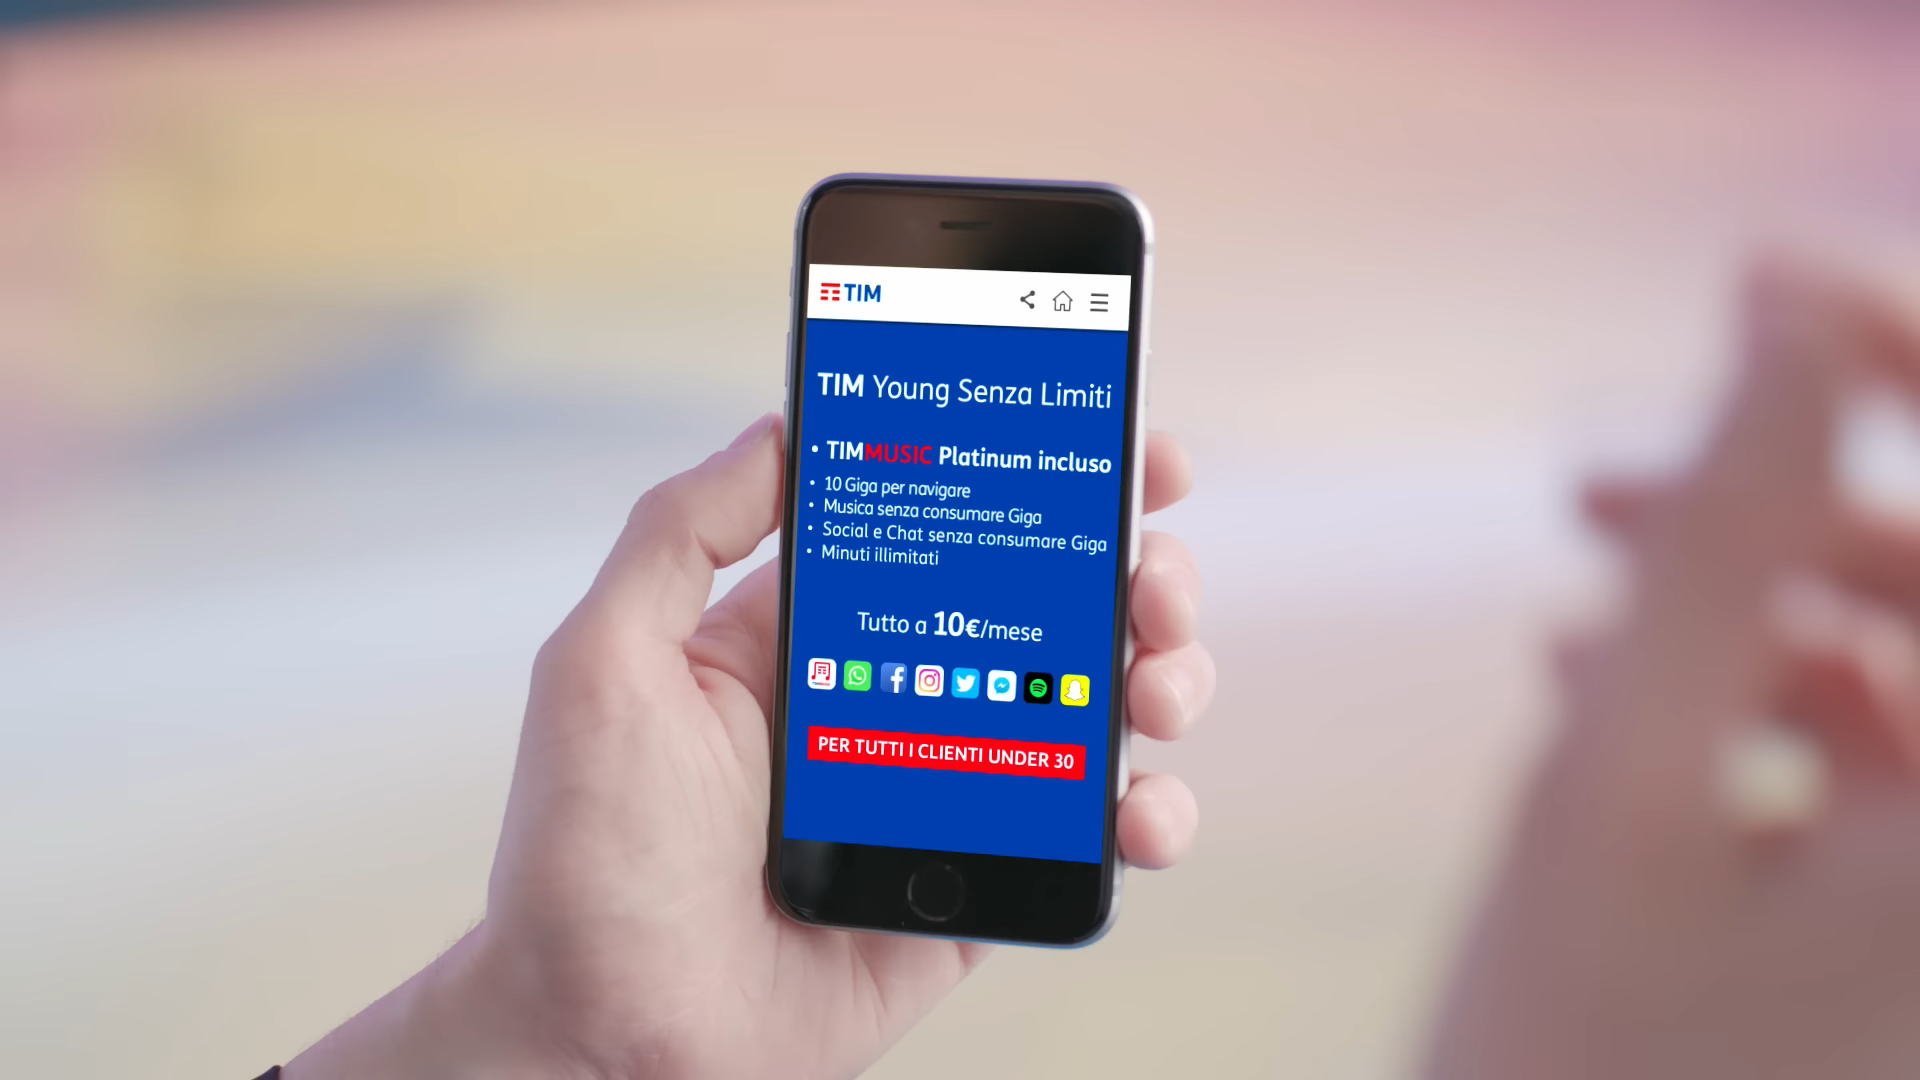 TIM
TIM Young Senza Limiti
• TIMMUSIC Platinum incluso
• 10 Giga per navigare
• Musica senza consumare Giga
• Social e Chat senza consumare Giga
• Minuti illimitati
Tutto a 10€/mese
PER TUTTI I CLIENTI UNDER 30